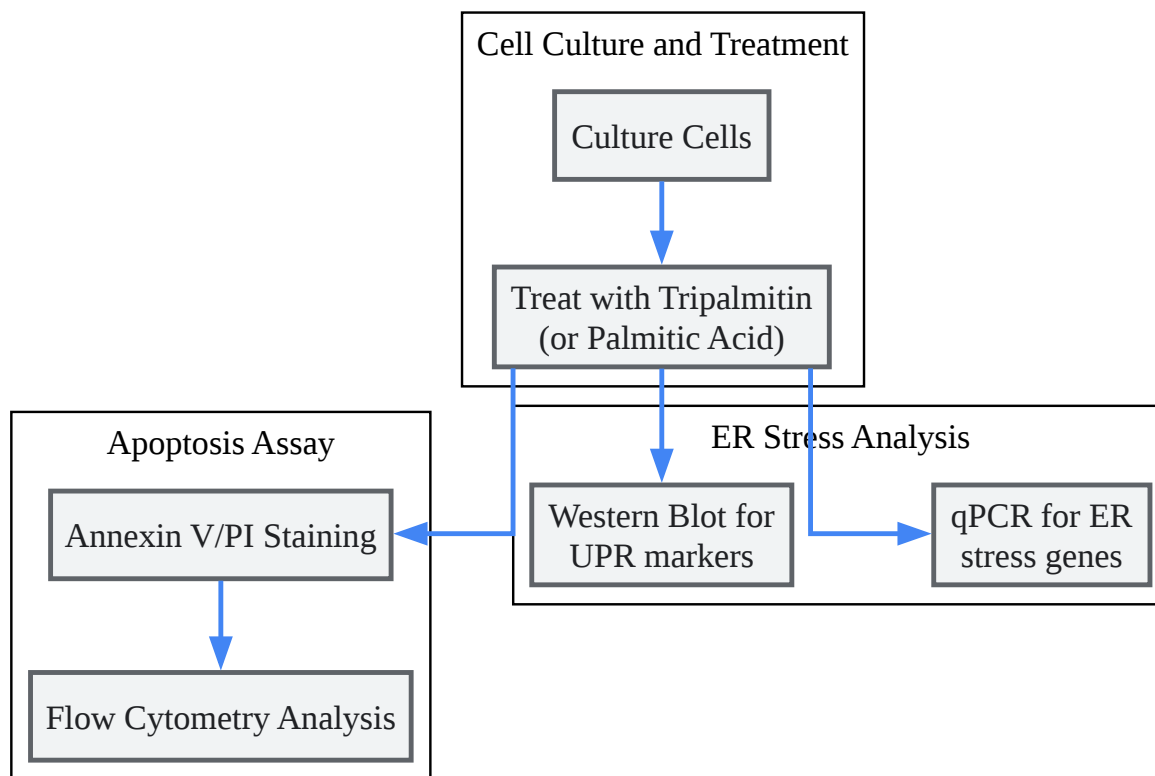 Cell Culture and Treatment
Culture Cells
Treat with Tripalmitin
(or Palmitic Acid)
Apoptosis Assay
Annexin V/PI Staining
Flow Cytometry Analysis
ER Stress Analysis
Western Blot for
UPR markers
qPCR for ER
stress genes